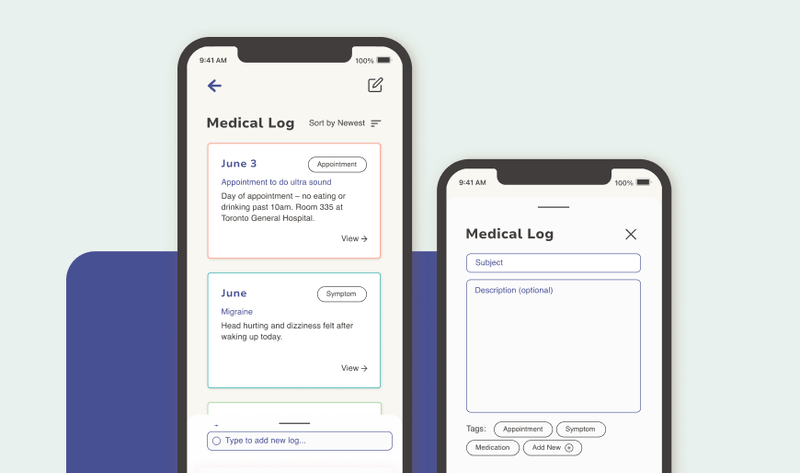 9:41 AM
100%
Medical Log
Sort by Newest
June 3
Appointment
Appointment to do ultra sound
Day of appointment – no eating or
drinking past 10am. Room 335 at
Toronto General Hospital.
View →
June
Symptom
Migraine
Head hurting and dizziness felt after
waking up today.
View →
Type to add new log...
9:41 AM
100%
Medical Log
Subject
Description (optional)
Tags:
Appointment
Symptom
Medication
Add New